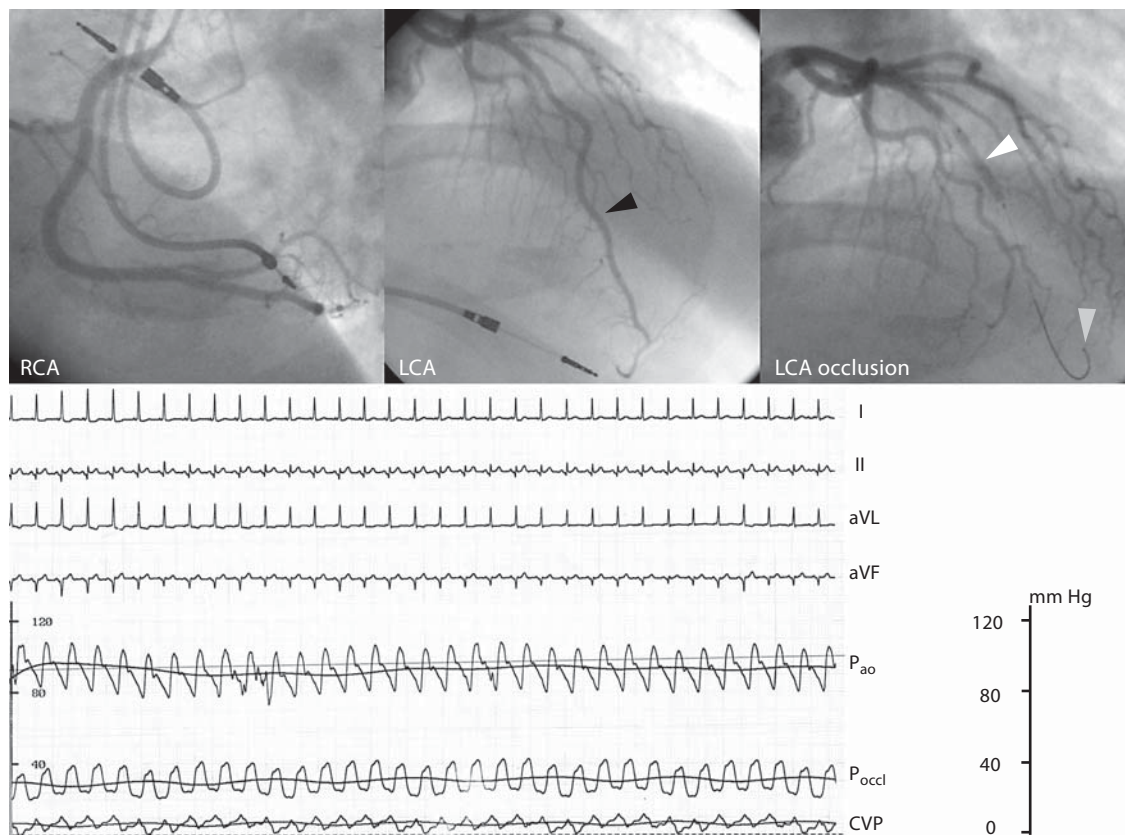 RCA
LCA
LCA occlusion
I
II
aVL
aVF
mm Hg
120
120
Pao
80
80
40
Poccl
40
CVP
0